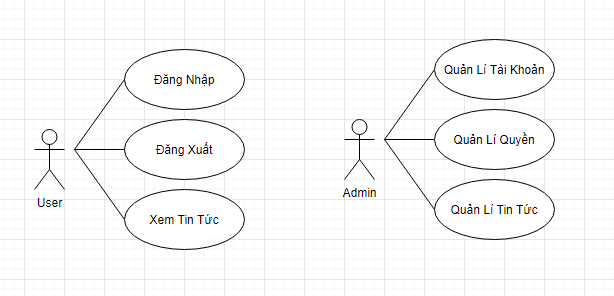 Đăng Nhập
Đăng Xuất
Xem Tin Tức
User
Quản Lí Tài Khoản
Quản Lí Quyền
Quản Lí Tin Tức
Admin